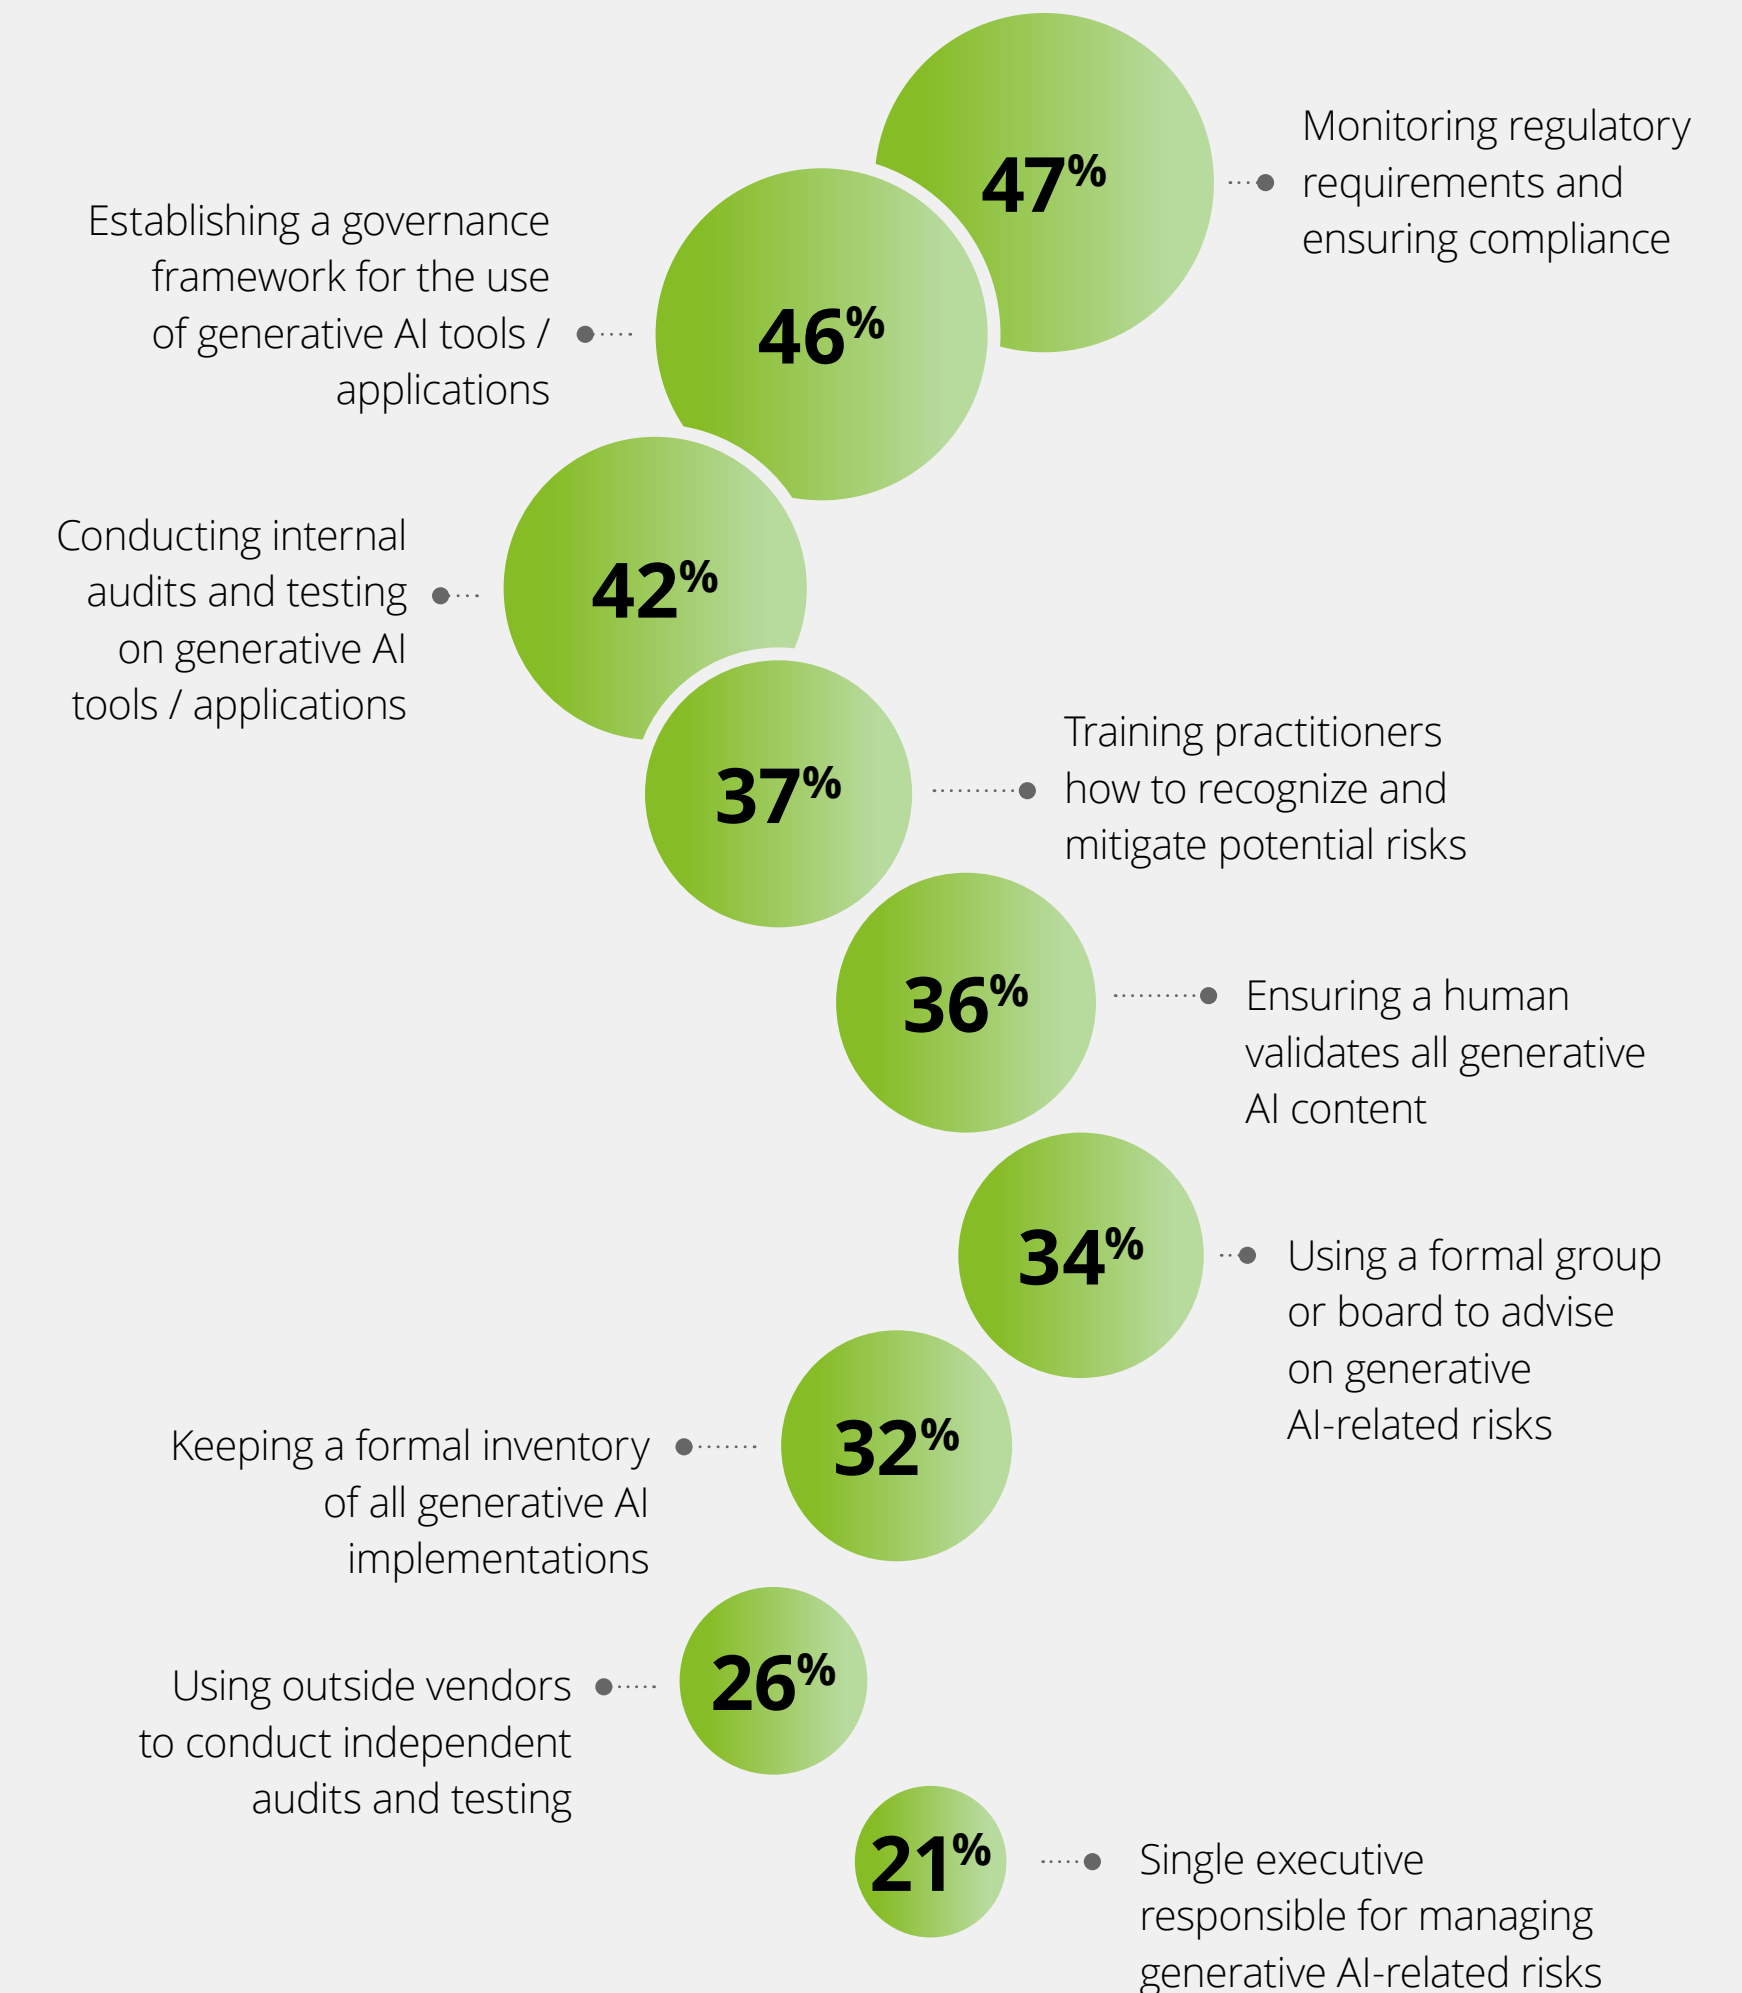 47%
Monitoring regulatory
requirements and
ensuring compliance
Establishing a governance
framework for the use
of generative AI tools /
applications
46%
Conducting internal
audits and testing
on generative AI
tools / applications
42%
37%
Training practitioners
how to recognize and
mitigate potential risks
36%
Ensuring a human
validates all generative
AI content
34%
Using a formal group
or board to advise
on generative
AI-related risks
Keeping a formal inventory
of all generative AI
implementations
32%
Using outside vendors
to conduct independent
audits and testing
26%
21%
Single executive
responsible for managing
generative AI-related risks